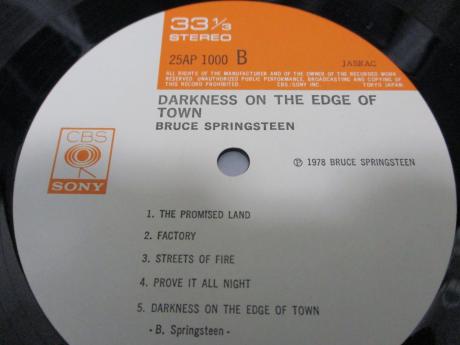 33 1/3
STEREO
25AP 1000 B
JASRAC
ALL RIGHTS OF THE MANUFACTURER AND OF THE OWNER OF THE RECORDED WORK
RESERVED. UNAUTHORIZED PUBLIC PERFORMANCE, BROADCASTING AND COPYING OF
THIS RECORD PROHIBITED. CBS/SONY INC. TOKYO JAPAN.
DARKNESS ON THE EDGE OF
TOWN
BRUCE SPRINGSTEEN
CBS
SONY
Ⓟ 1978 BRUCE SPRINGSTEEN
1. THE PROMISED LAND
2. FACTORY
3. STREETS OF FIRE
4. PROVE IT ALL NIGHT
5. DARKNESS ON THE EDGE OF TOWN
- B. Springsteen -